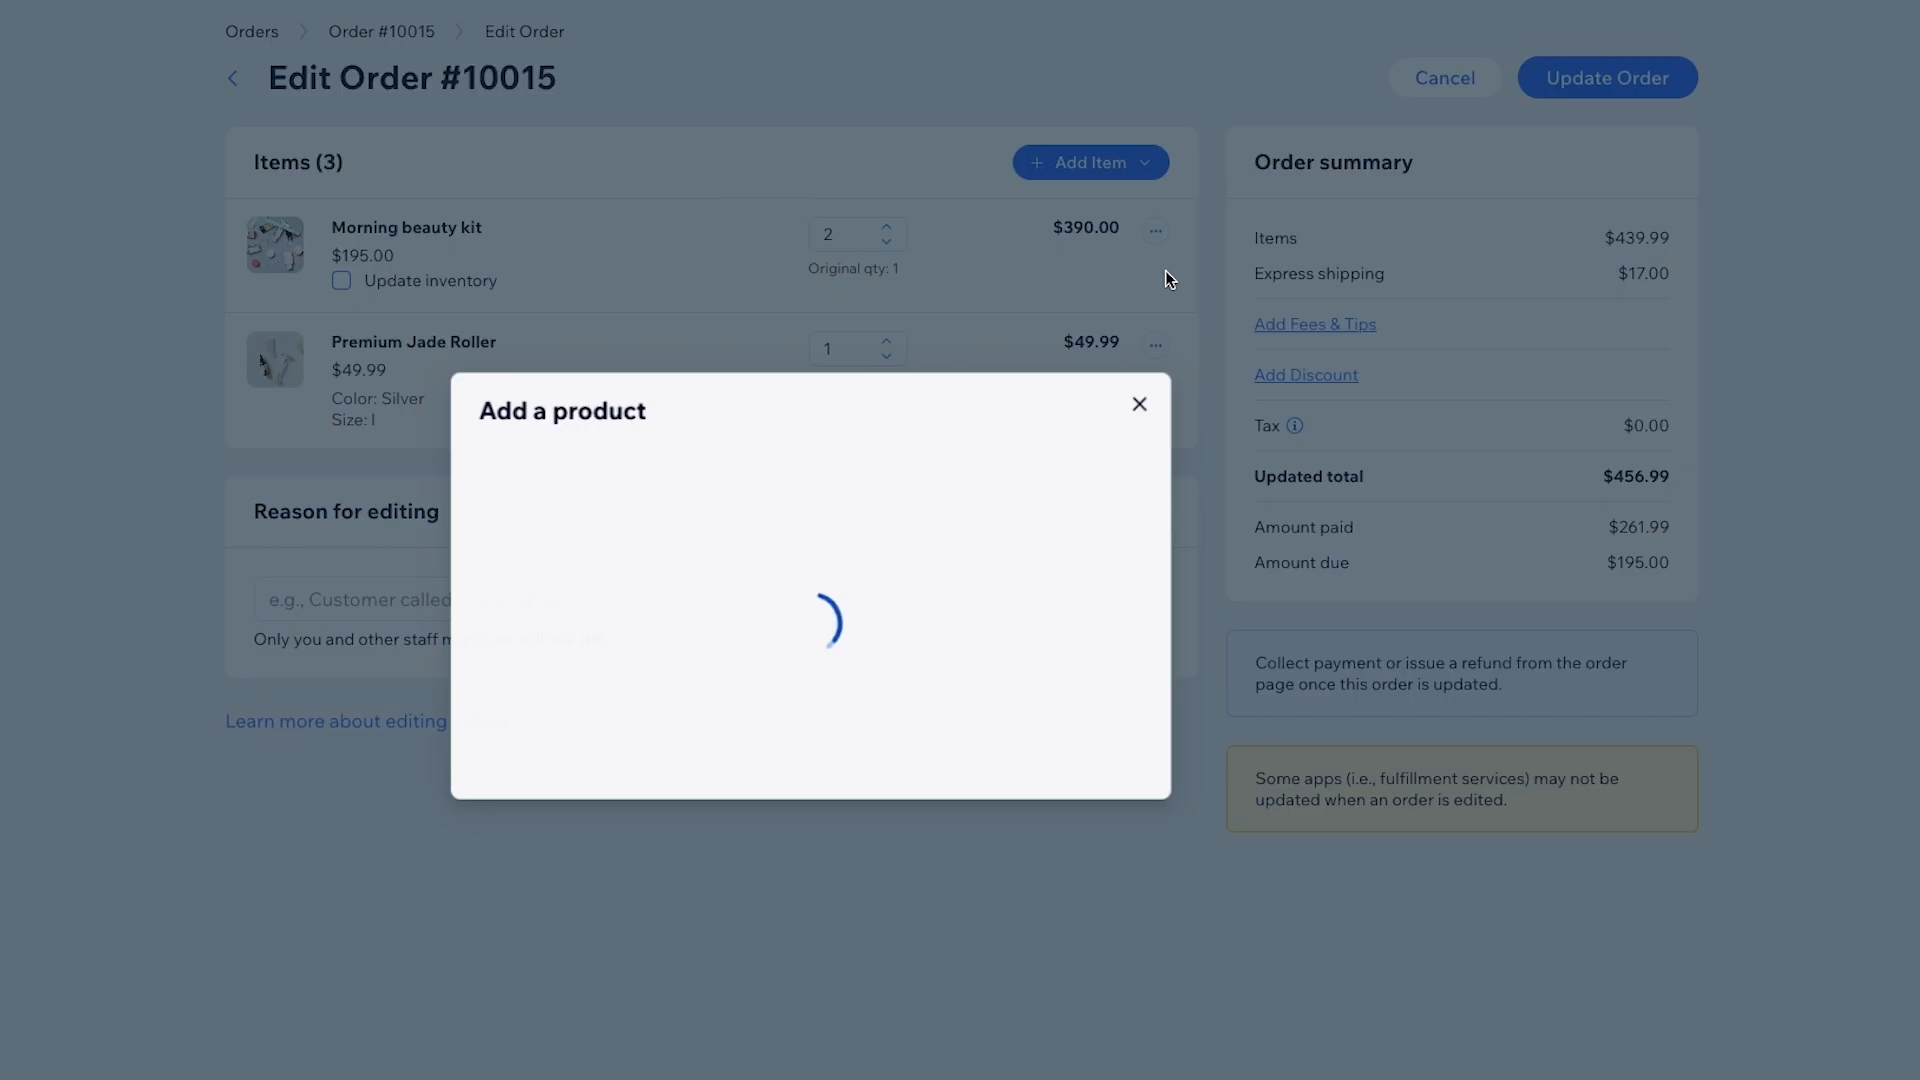 Orders
Order #10015
Edit Order
Edit Order #10015
Cancel
Update Order
Items (3)
+ Add Item
Morning beauty kit
$195.00
Update inventory
2
Original qty: 1
$390.00
Premium Jade Roller
$49.99
Color: Silver
Size: l
1
$49.99
Add a product
Reason for editing
e.g., Customer called
Only you and other staff m
Learn more about editing
Order summary
Items $439.99
Express shipping $17.00
Add Fees & Tips
Add Discount
Tax $0.00
Updated total $456.99
Amount paid $261.99
Amount due $195.00
Collect payment or issue a refund from the order
page once this order is updated.
Some apps (i.e., fulfillment services) may not be
updated when an order is edited.